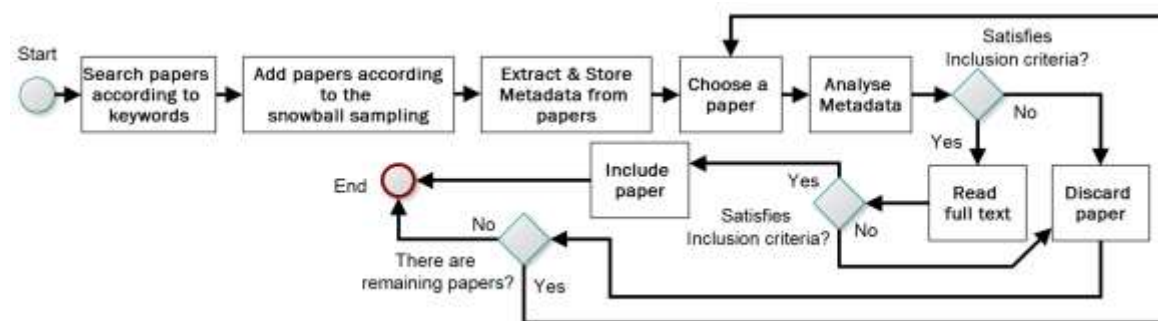 Start
Search papers
according to
keywords
Add papers according
to the
snowball sampling
Extract & Store
Metadata from
papers
Choose a
paper
Analyse
Metadata
Satisfies
Inclusion criteria?
No
Yes
Read
full text
Discard
paper
Satisfies
Inclusion criteria?
Yes
No
Include
paper
End
No
There are
remaining papers?
Yes